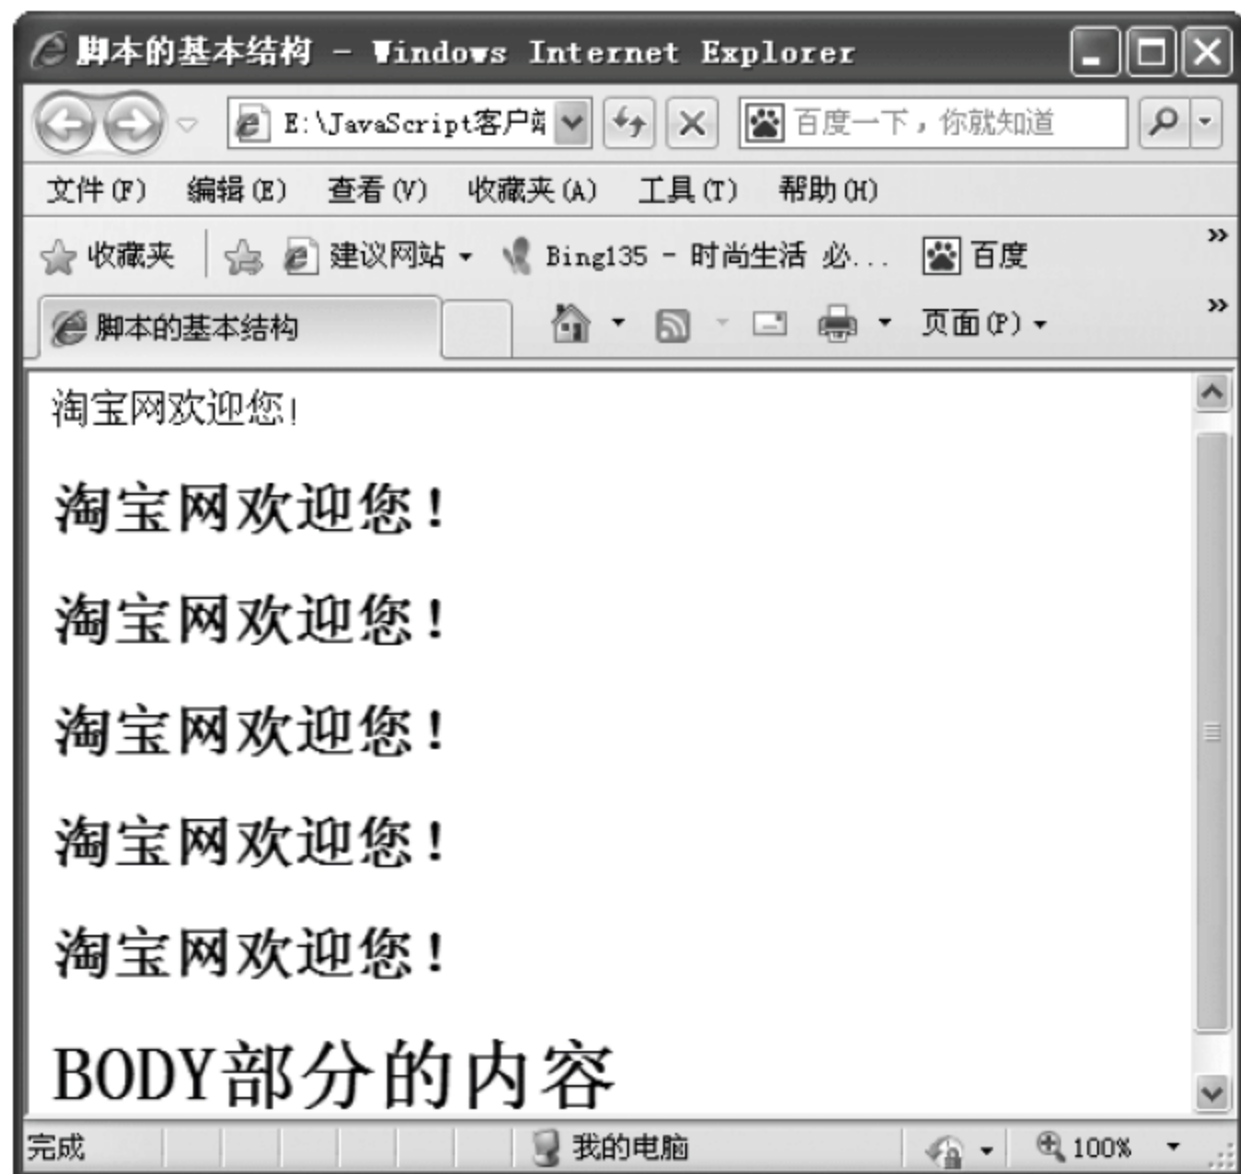 脚本的基本结构 - Windows Internet Explorer
E:\JavaScript客户端 百度一下，你就知道
文件(F) 编辑(E) 查看(V) 收藏夹(A) 工具(T) 帮助(H)
收藏夹 建议网站 Bing135 - 时尚生活 必... 百度 »
脚本的基本结构 页面(P) »
淘宝网欢迎您!
淘宝网欢迎您!
淘宝网欢迎您!
淘宝网欢迎您!
淘宝网欢迎您!
淘宝网欢迎您!
BODY部分的内容
完成 我的电脑 100%